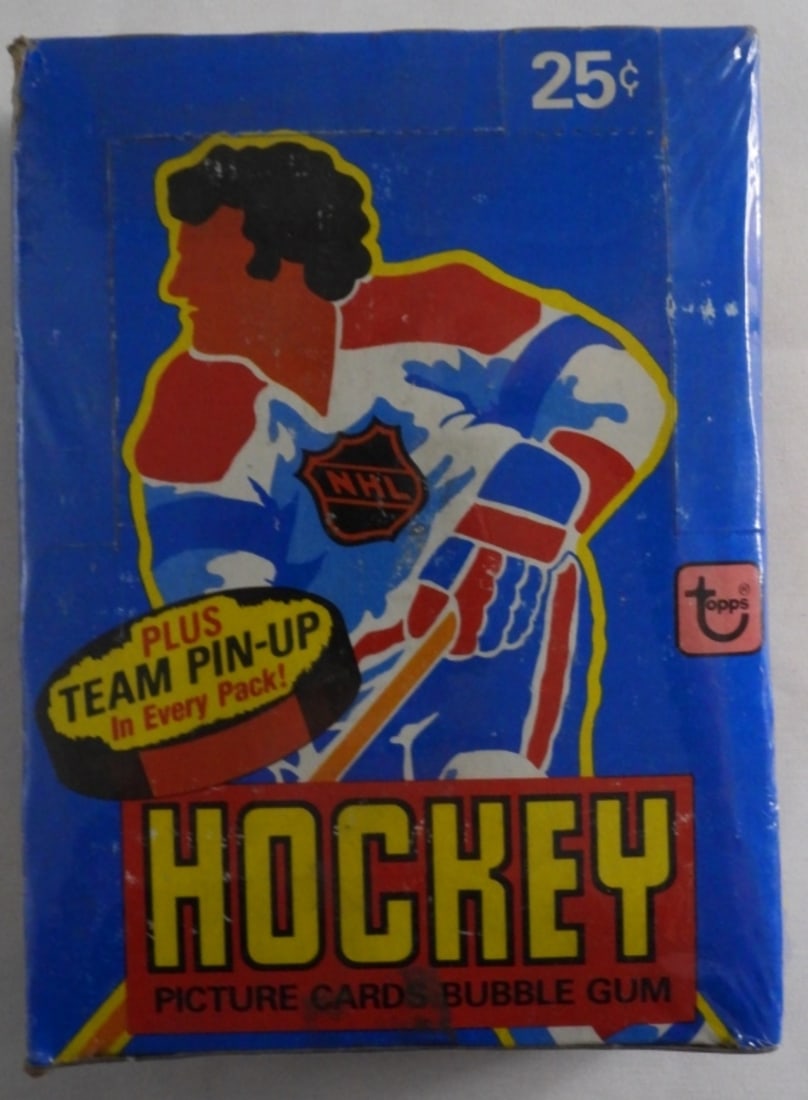 25¢
NHL
topps®
PLUS
TEAM PIN-UP
In Every Pack!
HOCKEY
PICTURE CARDS BUBBLE GUM